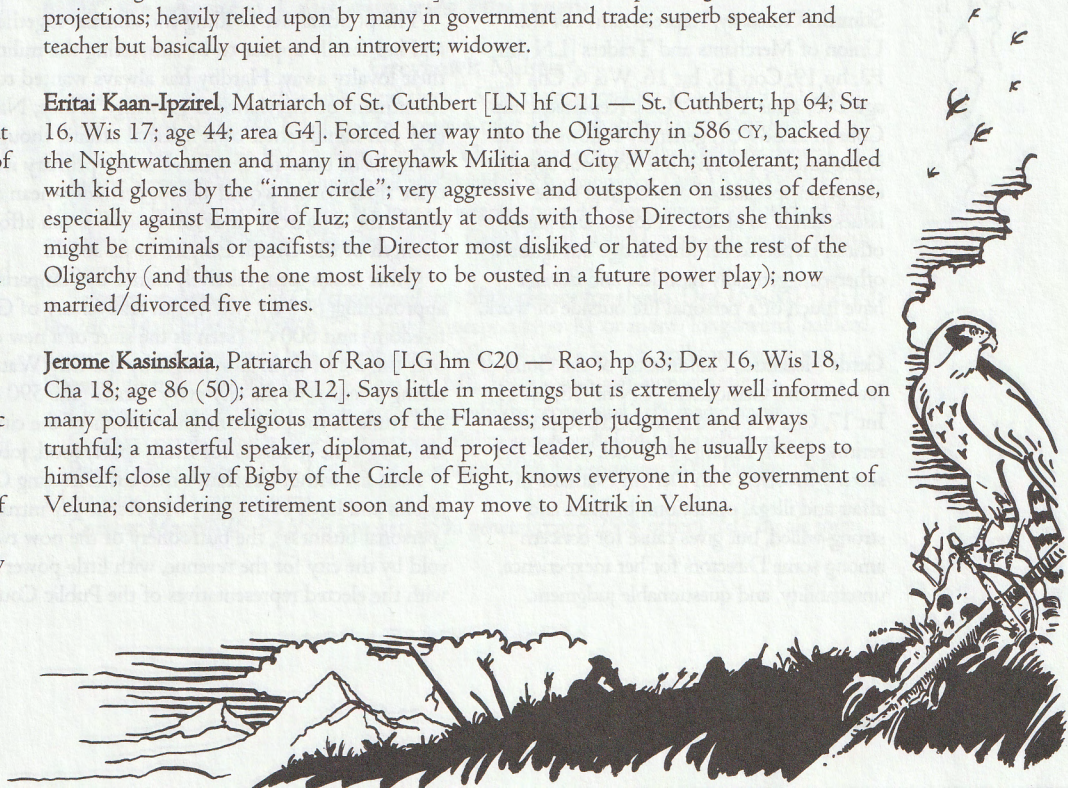 projections; heavily relied upon by many in government and trade; superb speaker and
teacher but basically quiet and an introvert; widower.
Eritai Kaan-Ipzirel, Matriarch of St. Cuthbert [LN hf C11 — St. Cuthbert; hp 64; Str
16, Wis 17; age 44; area G4]. Forced her way into the Oligarchy in 586 CY, backed by
the Nightwatchmen and many in Greyhawk Militia and City Watch; intolerant; handled
with kid gloves by the “inner circle”; very aggressive and outspoken on issues of defense,
especially against Empire of Iuz; constantly at odds with those Directors she thinks
might be criminals or pacifists; the Director most disliked or hated by the rest of the
Oligarchy (and thus the one most likely to be ousted in a future power play); now
married/divorced five times.
Jerome Kasinskaia, Patriarch of Rao [LG hm C20 — Rao; hp 63; Dex 16, Wis 18,
Cha 18; age 86 (50); area R12]. Says little in meetings but is extremely well informed on
many political and religious matters of the Flanaess; superb judgment and always
truthful; a masterful speaker, diplomat, and project leader, though he usually keeps to
himself; close ally of Bigby of the Circle of Eight, knows everyone in the government of
Veluna; considering retirement soon and may move to Mitrik in Veluna.